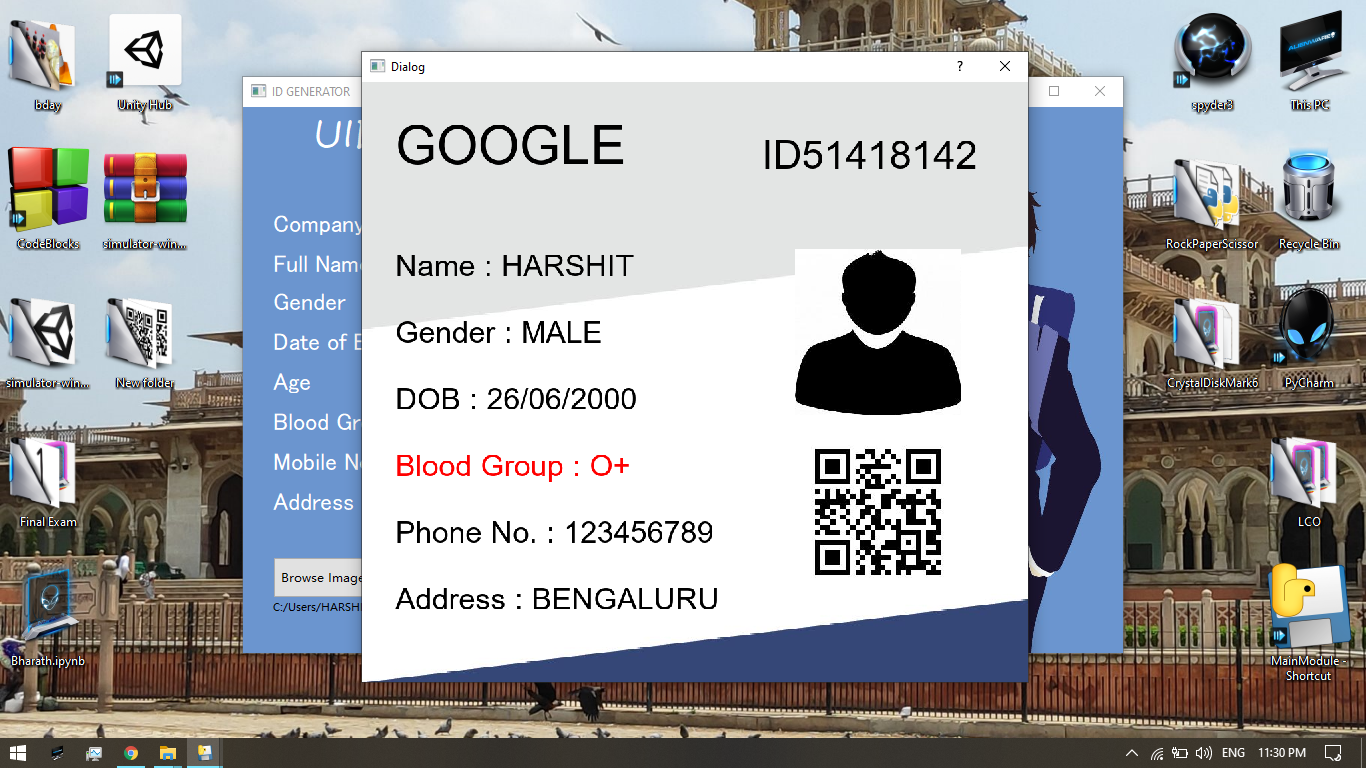 bday
Unity Hub
CodeBlocks
simulator-win...
simulator-win...
New folder
Final Exam
Bharath.ipynb
ID GENERATOR
Company
Full Name
Gender
Date of B
Age
Blood Gr
Mobile N
Address
Browse Image
C:/Users/HARSHI
Dialog
?
GOOGLE
ID51418142
Name : HARSHIT
Gender : MALE
DOB : 26/06/2000
Blood Group : O+
Phone No. : 123456789
Address : BENGALURU
spyder3
ALIENWARE
This PC
RockPaperScissor
Recycle Bin
CrystalDiskMark6
PyCharm
LCO
MainModule -
Shortcut
ENG
11:30 PM